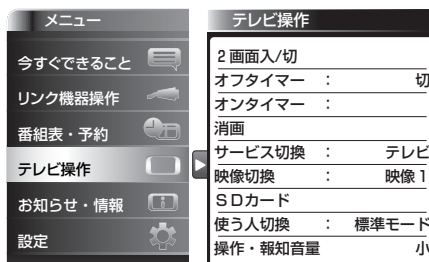 メニュー
今すぐできること
リンク機器操作
番組表・予約
テレビ操作
お知らせ・情報
設定
テレビ操作
2画面入/切
オフタイマー : 切
オンタイマー :
消画
サービス切換 : テレビ
映像切換 : 映像1
SDカード
使う人切換 : 標準モード
操作・報知音量 小